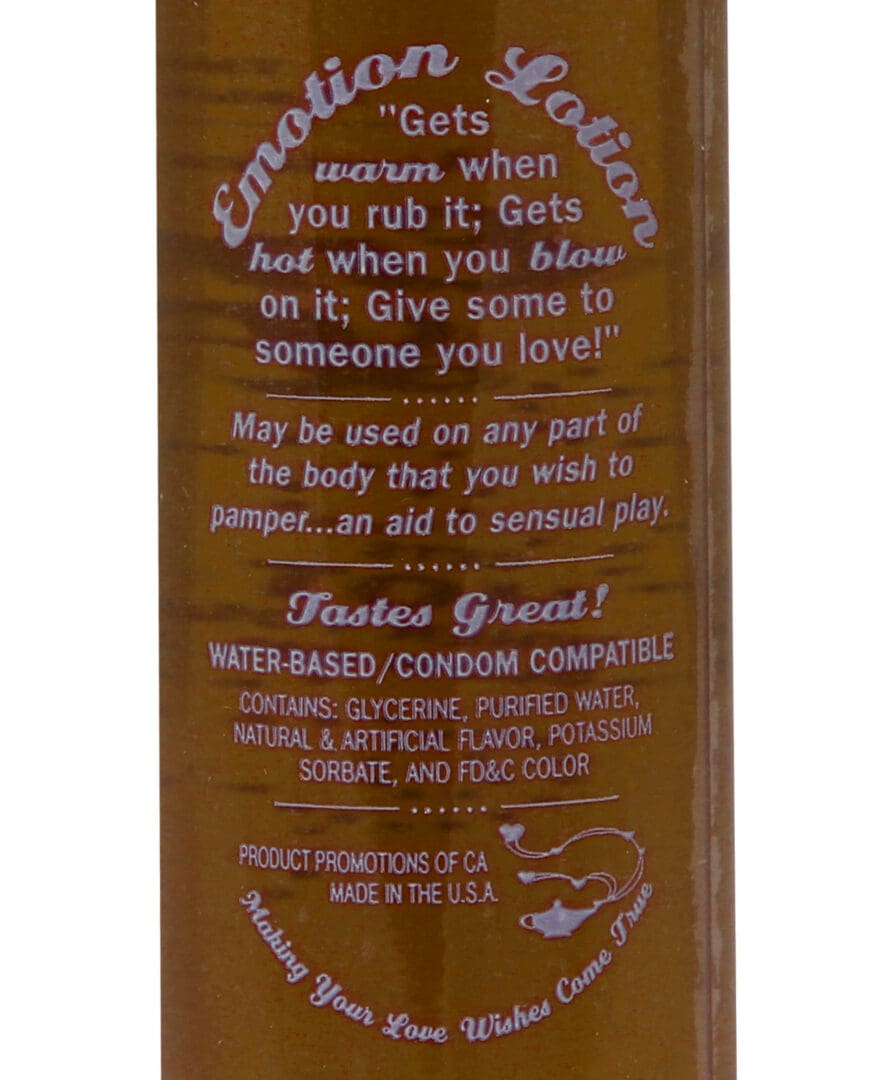 Emotion Lotion
"Gets
warm when
you rub it; Gets
hot when you blow
on it; Give some to
someone you love!"
May be used on any part of
the body that you wish to
pamper...an aid to sensual play.
Tastes Great!
WATER-BASED/CONDOM COMPATIBLE
CONTAINS: GLYCERINE, PURIFIED WATER,
NATURAL & ARTIFICIAL FLAVOR, POTASSIUM
SORBATE, AND FD&C COLOR
PRODUCT PROMOTIONS OF CA
MADE IN THE U.S.A.
Making Your Love Wishes Come True